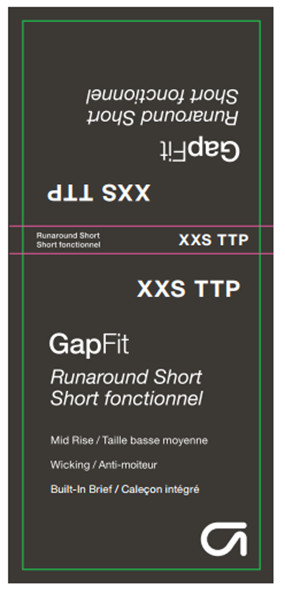 Short fonctionnel
Runaround Short
GapFit
XXS TTP
Runaround Short
Short fonctionnel
XXS TTP
XXS TTP
GapFit
Runaround Short
Short fonctionnel
Mid Rise / Taille basse moyenne
Wicking / Anti-moiteur
Built-In Brief / Caleçon intégré